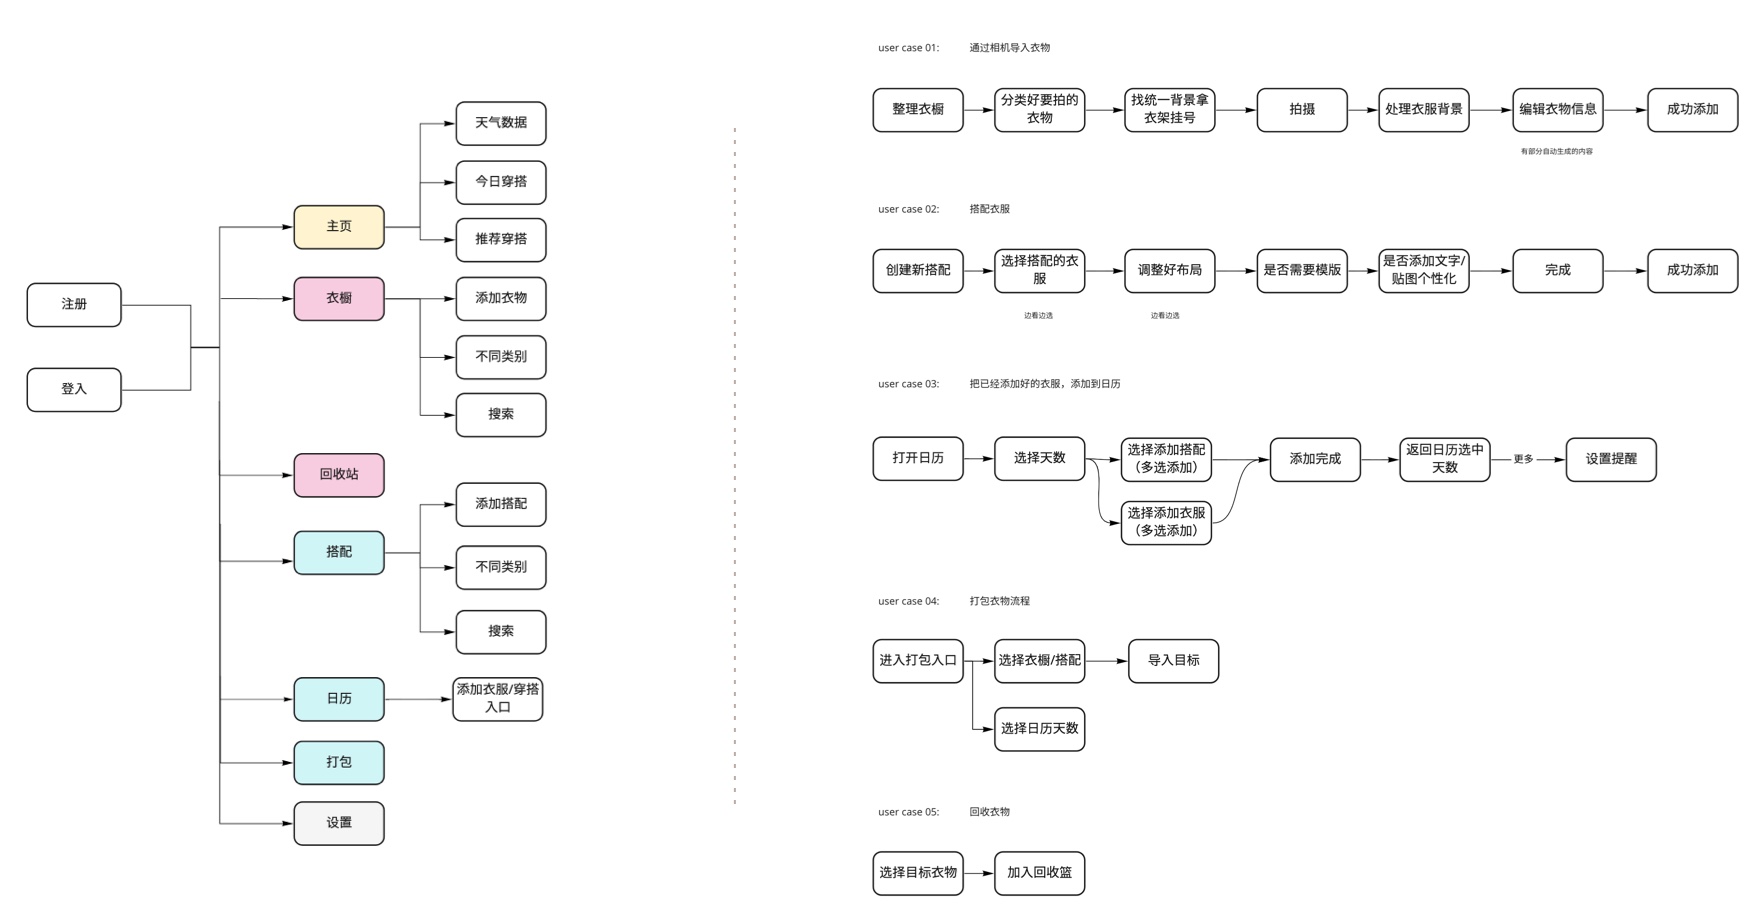 注册
登入
主页
天气数据
今日穿搭
推荐穿搭
衣橱
添加衣物
不同类别
搜索
回收站
搭配
添加搭配
不同类别
搜索
日历
添加衣服/穿搭
入口
打包
设置
user case 01:
通过相机导入衣物
整理衣橱
分类好要拍的
衣物
找统一背景拿
衣架挂号
拍摄
处理衣服背景
编辑衣物信息
有部分自动生成的内容
成功添加
user case 02:
搭配衣服
创建新搭配
选择搭配的衣
服
边看边选
调整好布局
边看边选
是否需要模版
是否添加文字/
贴图个性化
完成
成功添加
user case 03:
把已经添加好的衣服，添加到日历
打开日历
选择天数
选择添加搭配
（多选添加）
选择添加衣服
（多选添加）
添加完成
返回日历选中
天数
更多
设置提醒
user case 04:
打包衣物流程
进入打包入口
选择衣橱/搭配
导入目标
选择日历天数
user case 05:
回收衣物
选择目标衣物
加入回收篮